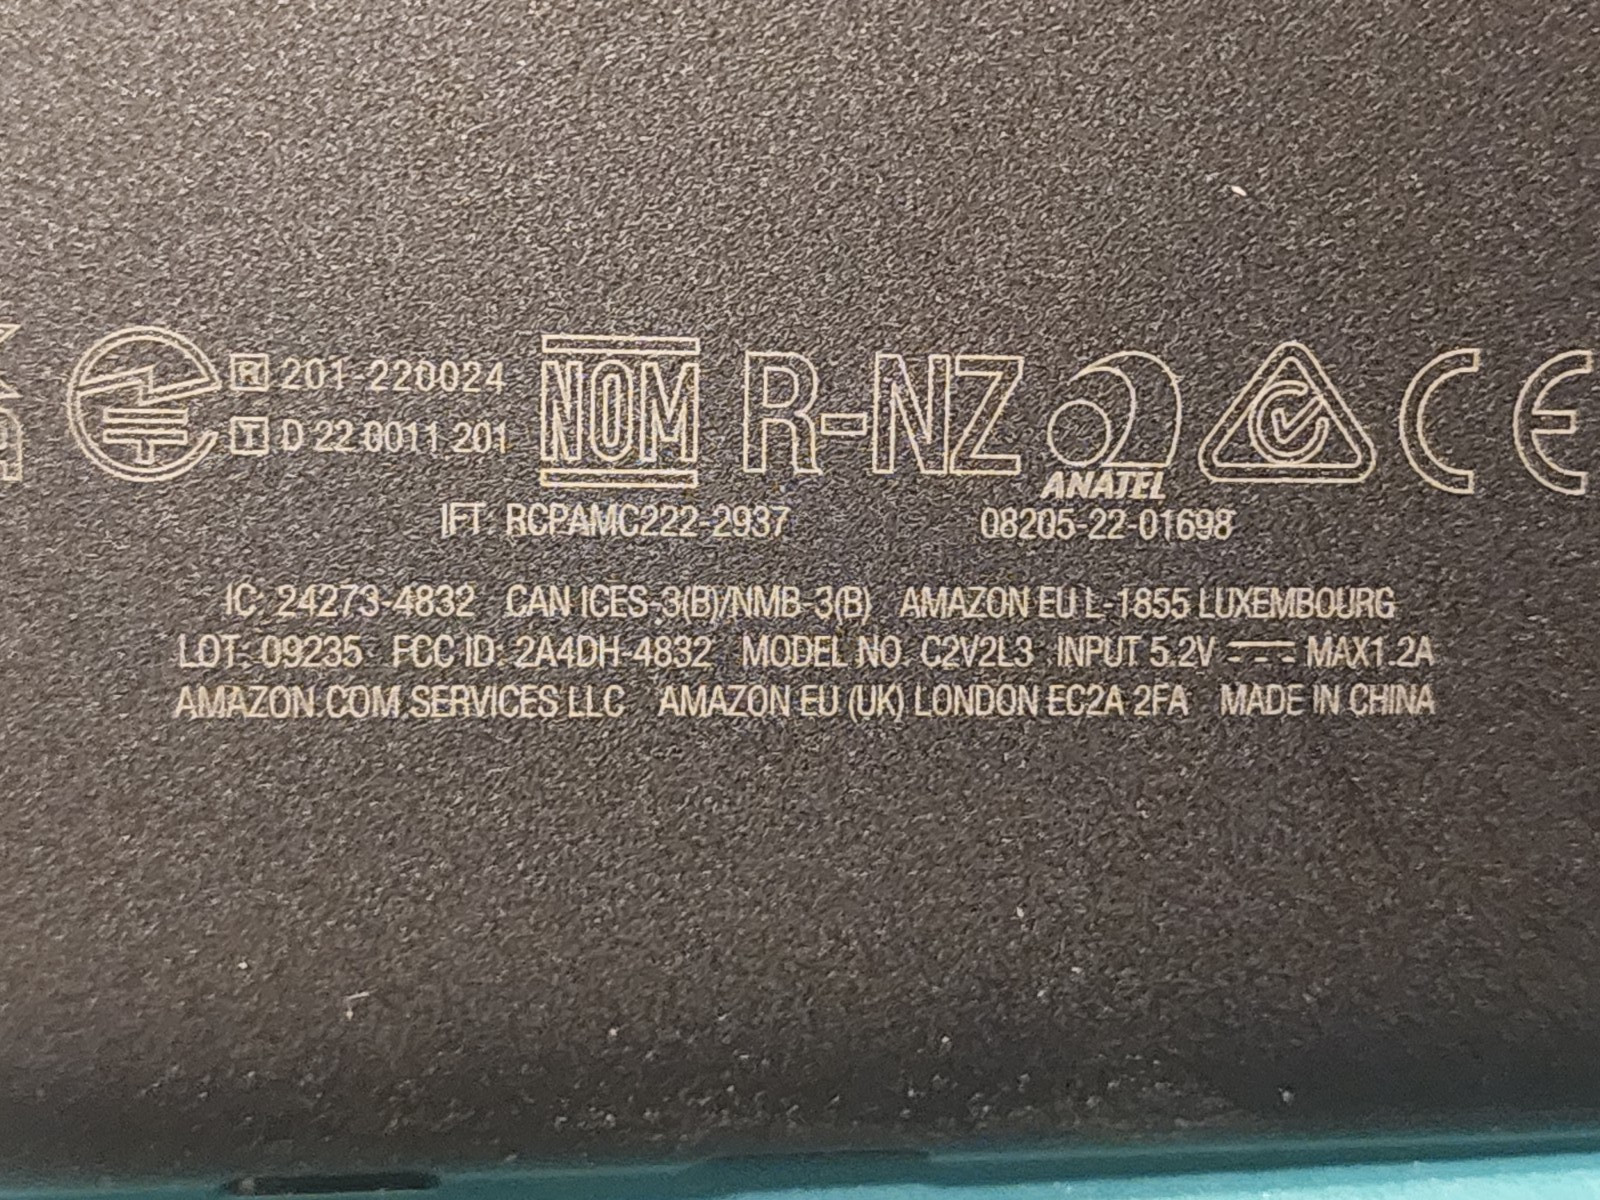 R 201-220024
T D 22 0011 201
NOM
R-NZ
ANATEL
CE
IFT: RCPAMC222-2937
08205-22-01698
IC: 24273-4832 CAN ICES-3(B)/NMB-3(B) AMAZON EU L-1855 LUXEMBOURG
LOT: 09235 FCC ID: 2A4DH-4832 MODEL NO. C2V2L3 INPUT 5.2V MAX1.2A
AMAZON.COM SERVICES LLC AMAZON EU (UK) LONDON EC2A 2FA MADE IN CHINA